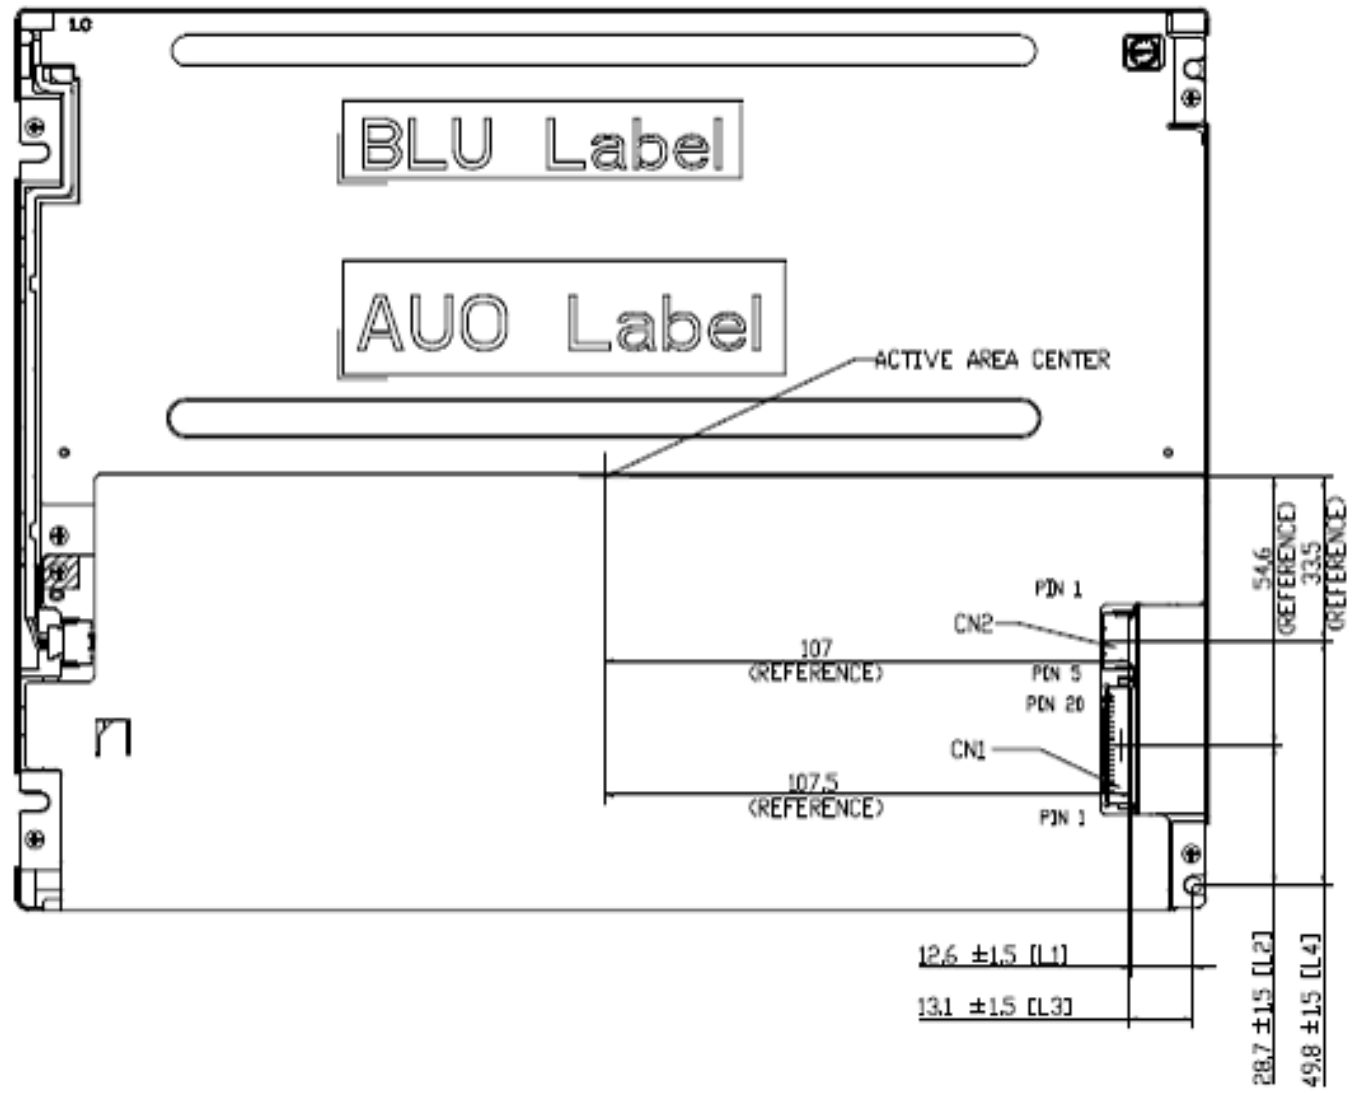 1.0
BLU Label
AUO Label
ACTIVE AREA CENTER
54.6
(REFERENCE)
33.5
(REFERENCE)
PIN 1
CN2
107
(REFERENCE)
PIN 5
PIN 20
CN1
107.5
(REFERENCE)
PIN 1
12.6 ±1.5 [L1]
13.1 ±1.5 [L3]
28.7 ±1.5 [L2]
49.8 ±1.5 [L4]